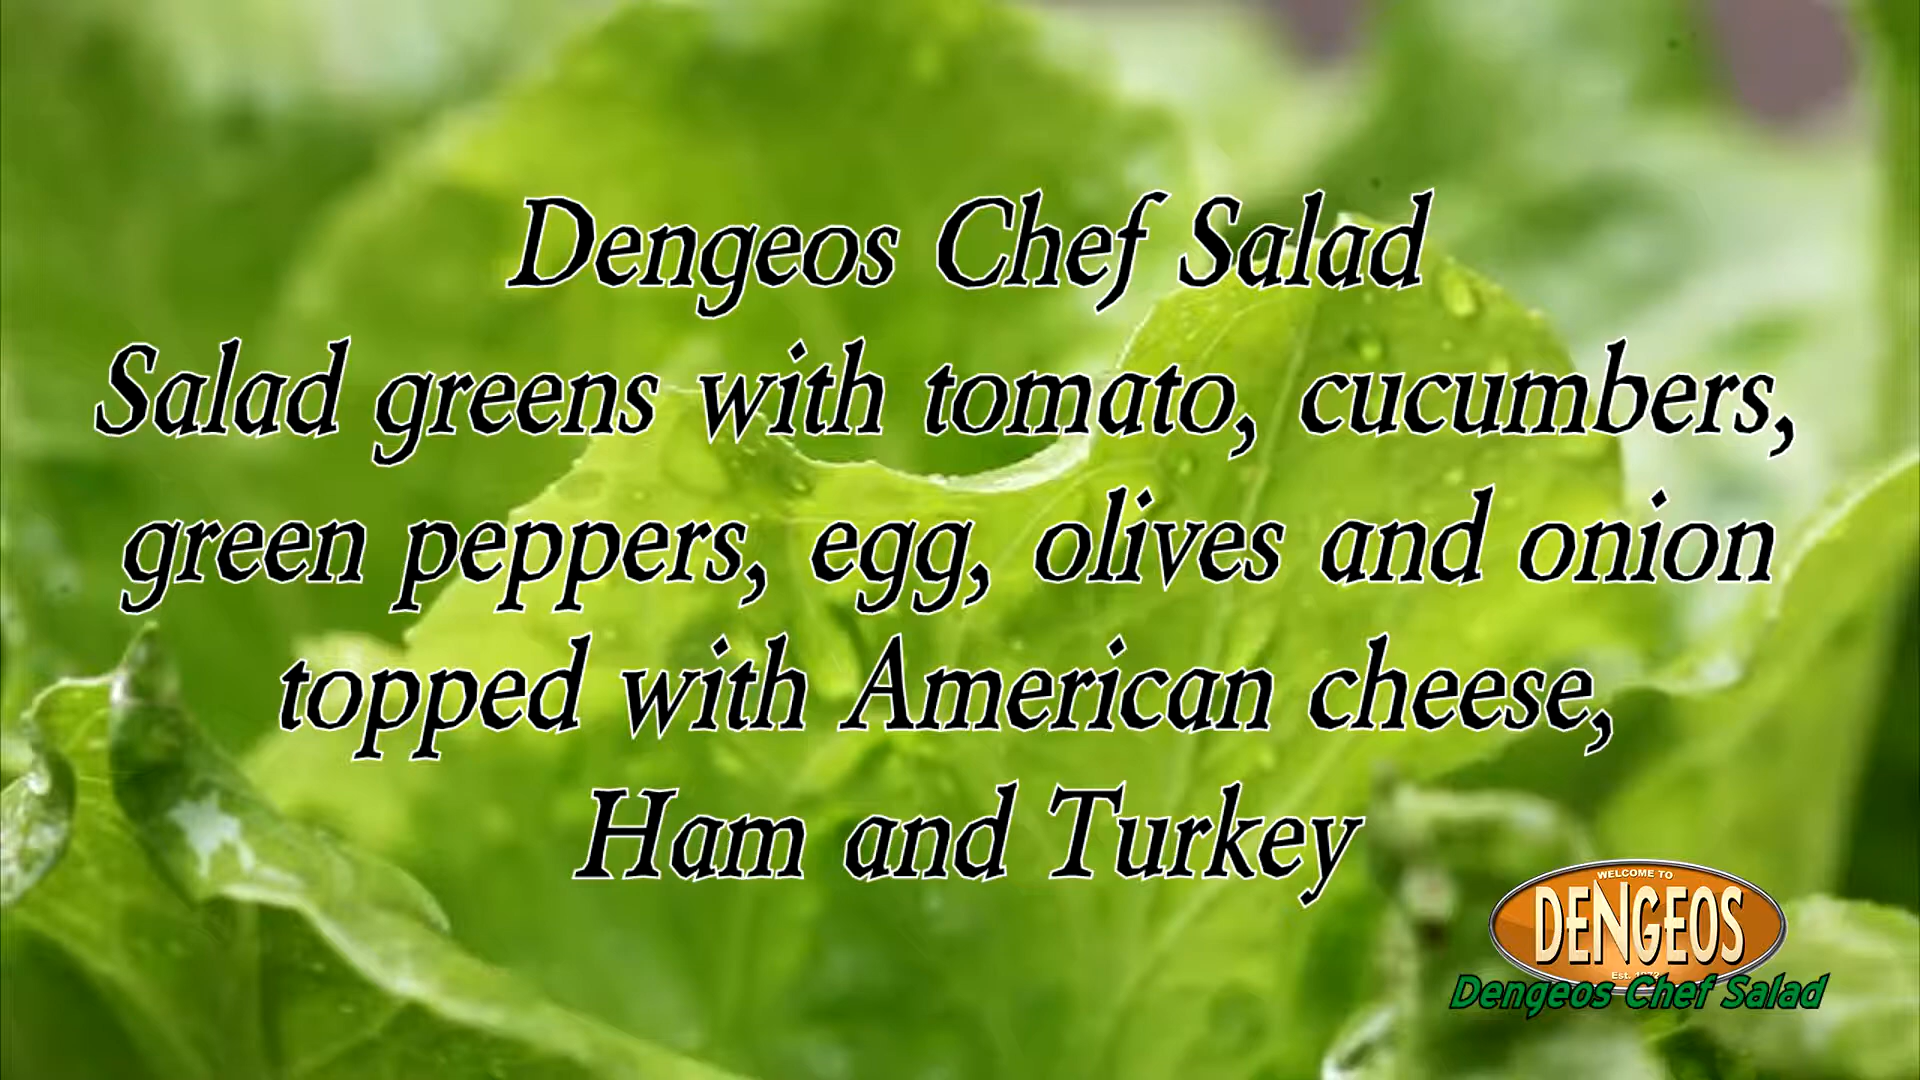 Dengeos Chef Salad
Salad greens with tomato, cucumbers,
green peppers, egg, olives and onion
topped with American cheese,
Ham and Turkey
WELCOME TO
DENGEOS
Est.
Dengeos Chef Salad